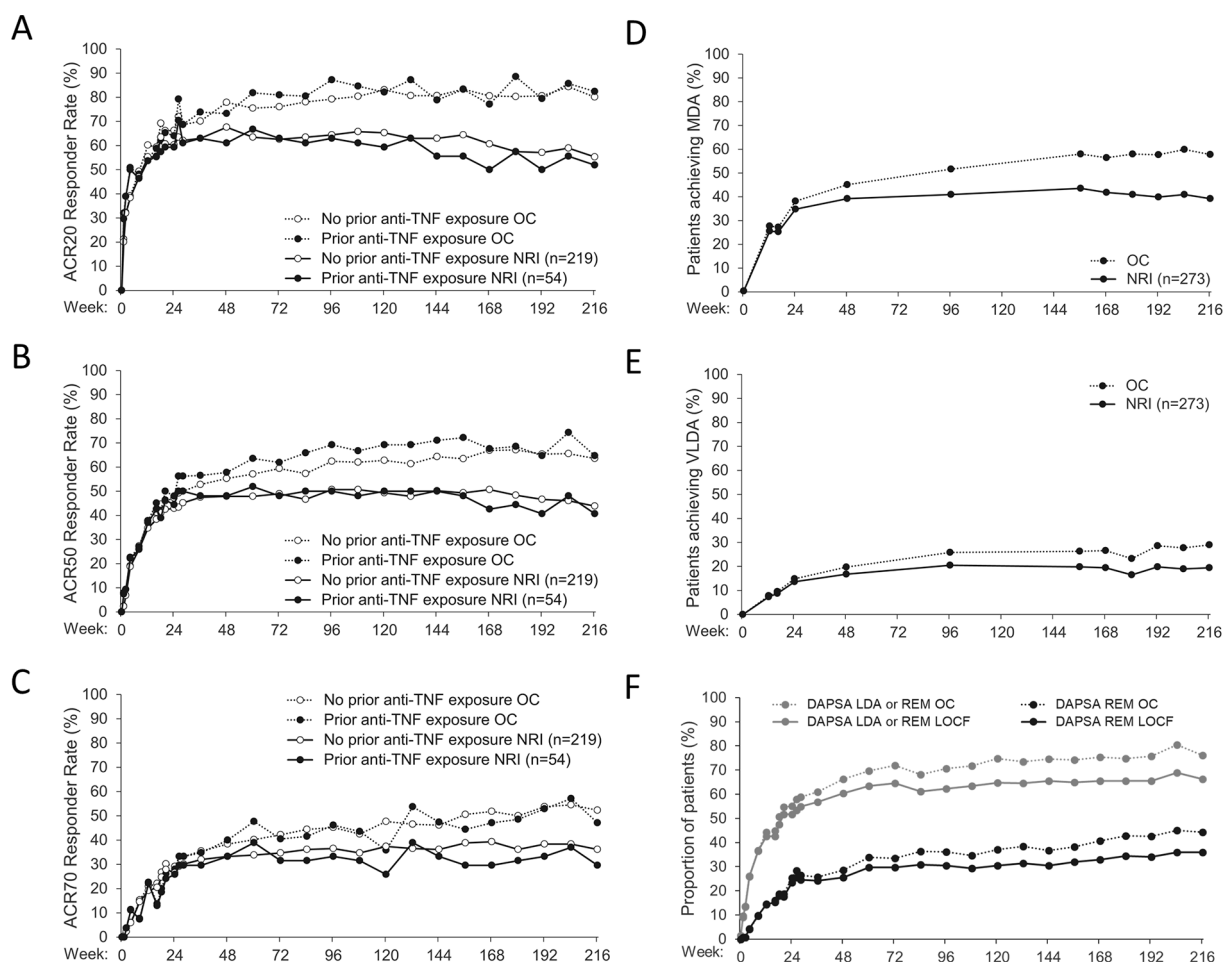 A
ACR20 Responder Rate (%)
100
90
80
70
60
50
40
30
20
10
0
No prior anti-TNF exposure OC
Prior anti-TNF exposure OC
No prior anti-TNF exposure NRI (n=219)
Prior anti-TNF exposure NRI (n=54)
Week: 0 24 48 72 96 120 144 168 192 216
B
ACR50 Responder Rate (%)
100
90
80
70
60
50
40
30
20
10
0
No prior anti-TNF exposure OC
Prior anti-TNF exposure OC
No prior anti-TNF exposure NRI (n=219)
Prior anti-TNF exposure NRI (n=54)
Week: 0 24 48 72 96 120 144 168 192 216
C
ACR70 Responder Rate (%)
100
90
80
70
60
50
40
30
20
10
0
No prior anti-TNF exposure OC
Prior anti-TNF exposure OC
No prior anti-TNF exposure NRI (n=219)
Prior anti-TNF exposure NRI (n=54)
Week: 0 24 48 72 96 120 144 168 192 216
D
Patients achieving MDA (%)
100
90
80
70
60
50
40
30
20
10
0
OC
NRI (n=273)
Week: 0 24 48 72 96 120 144 168 192 216
E
Patients achieving VLDA (%)
100
90
80
70
60
50
40
30
20
10
0
OC
NRI (n=273)
Week: 0 24 48 72 96 120 144 168 192 216
F
Proportion of patients (%)
100
90
80
70
60
50
40
30
20
10
0
DAPSA LDA or REM OC DAPSA REM OC
DAPSA LDA or REM LOCF DAPSA REM LOCF
Week: 0 24 48 72 96 120 144 168 192 216